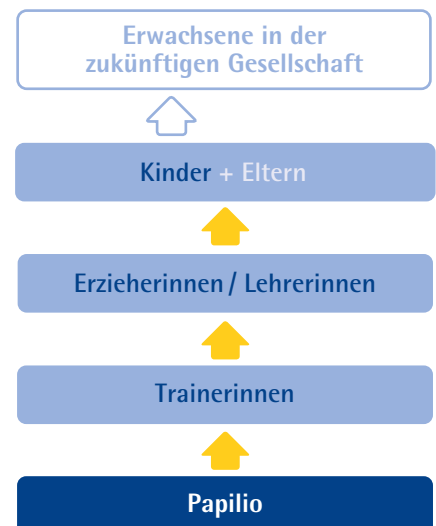 Erwachsene in der
zukünftigen Gesellschaft
Kinder + Eltern
Erzieherinnen / Lehrerinnen
Trainerinnen
Papilio